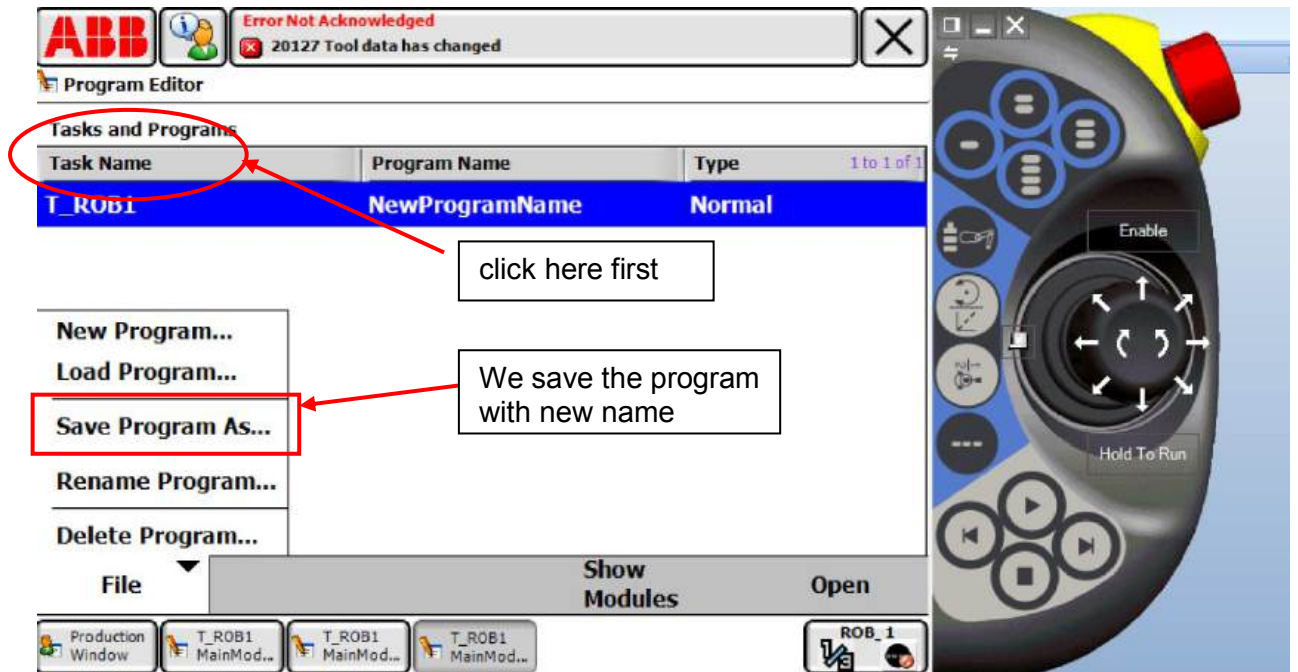 ABB
Error Not Acknowledged
20127 Tool data has changed
Program Editor
Tasks and Programs
Task Name Program Name Type 1 to 1 of 1
T_ROB1 NewProgramName Normal
click here first
New Program...
Load Program...
Save Program As...
Rename Program...
Delete Program...
We save the program
with new name
File Show Modules Open
Production Window
T_ROB1 MainMod...
T_ROB1 MainMod...
T_ROB1 MainMod...
ROB_1
Enable
Hold To Run